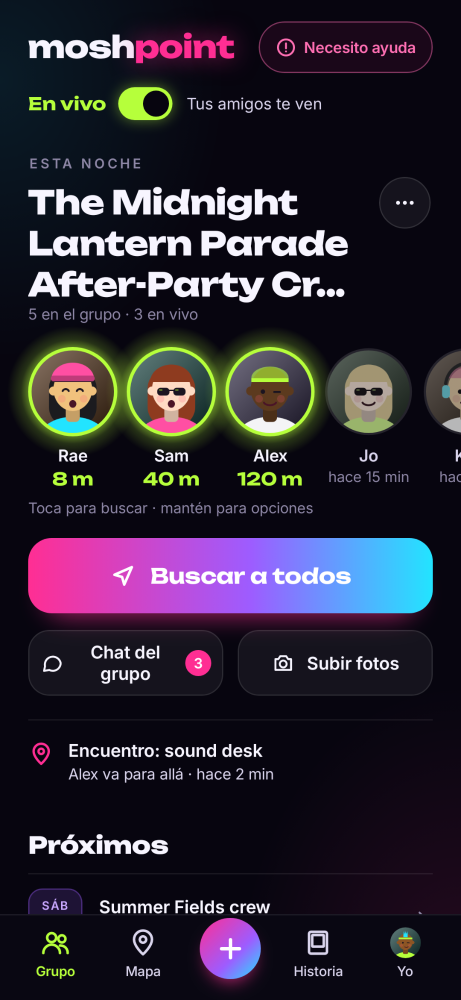 moshpoint
Necesito ayuda
En vivo
Tus amigos te ven
ESTA NOCHE
The Midnight
Lantern Parade
After-Party Cr...
5 en el grupo · 3 en vivo
Rae
Sam
Alex
Jo
8 m
40 m
120 m
hace 15 min
Toca para buscar · mantén para opciones
Buscar a todos
Chat del
grupo
3
Subir fotos
Encuentro: sound desk
Alex va para allá · hace 2 min
Próximos
SÁB
Summer Fields crew
Grupo
Mapa
Historia
Yo